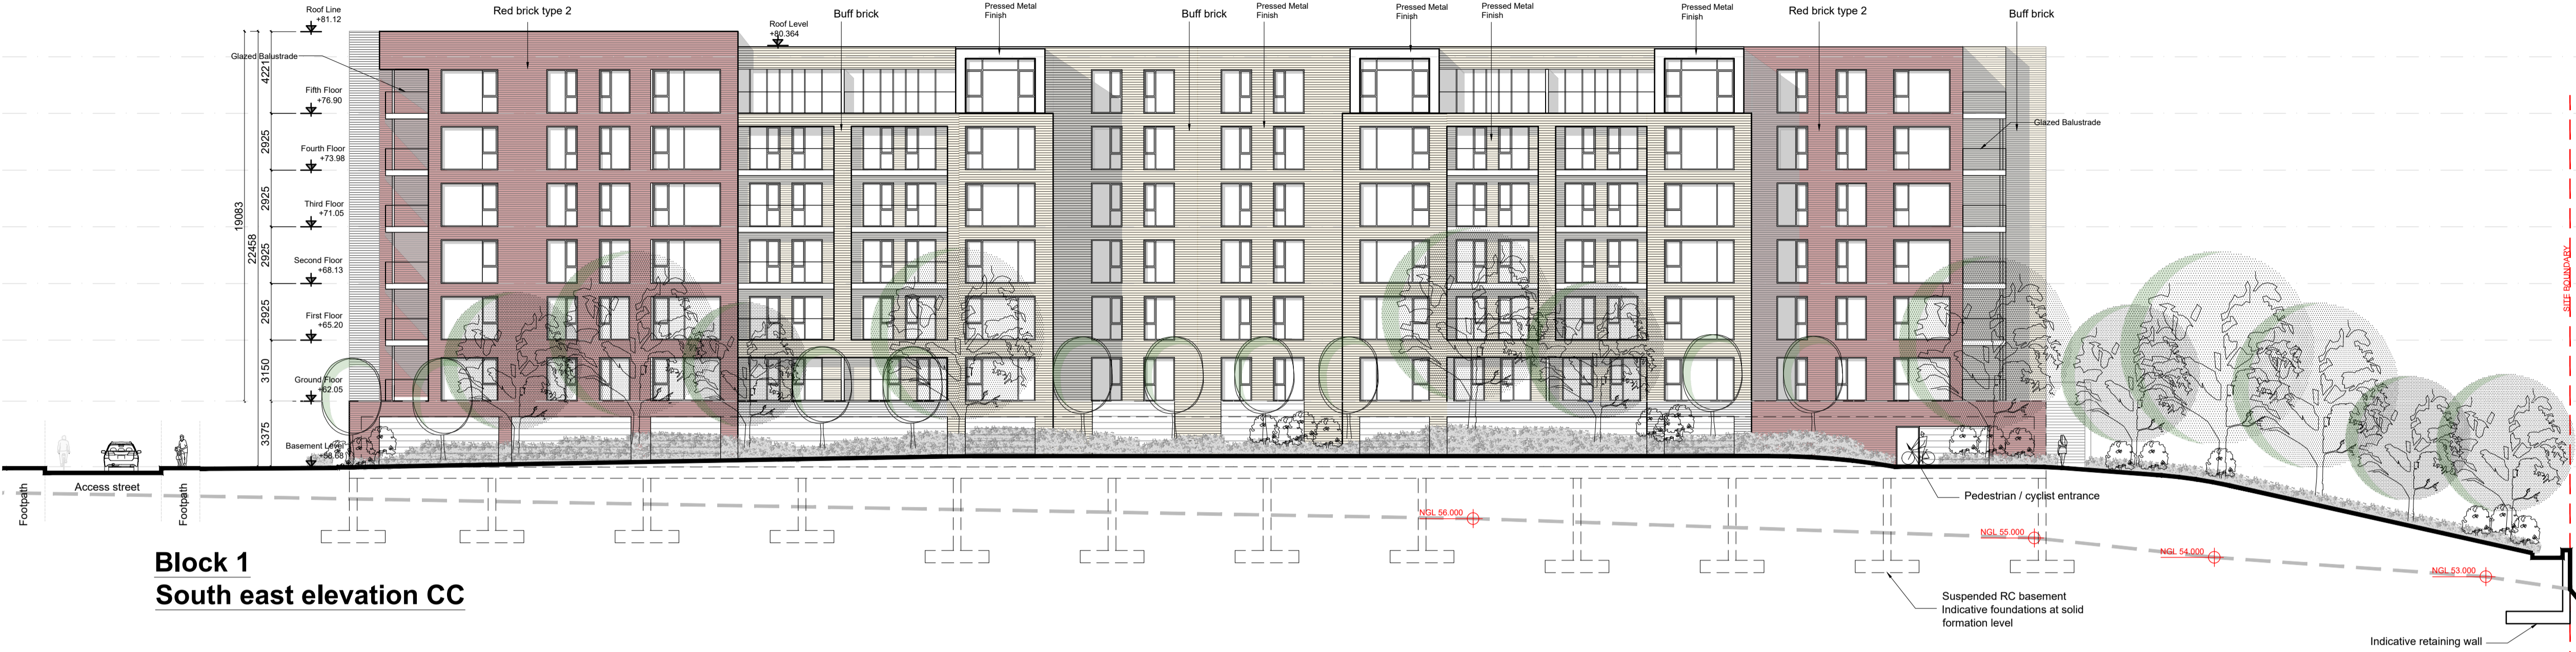 Roof Line
+81.12
Red brick type 2
Roof Level
+80.364
Buff brick
Pressed Metal
Finish
Buff brick
Pressed Metal
Finish
Pressed Metal
Finish
Pressed Metal
Finish
Pressed Metal
Finish
Red brick type 2
Buff brick
Glazed Balustrade
Glazed Balustrade
Fifth Floor
+76.90
Fourth Floor
+73.98
Third Floor
+71.05
Second Floor
+68.13
First Floor
+65.20
Ground Floor
+62.05
Basement Level
+58.68
4221
2925
2925
2925
2925
3150
3375
19083
22458
SITE BOUNDARY
Footpath
Access street
Footpath
Pedestrian / cyclist entrance
NGL 56.000
NGL 55.000
NGL 54.000
NGL 53.000
Block 1
South east elevation CC
Suspended RC basement
Indicative foundations at solid
formation level
Indicative retaining wall